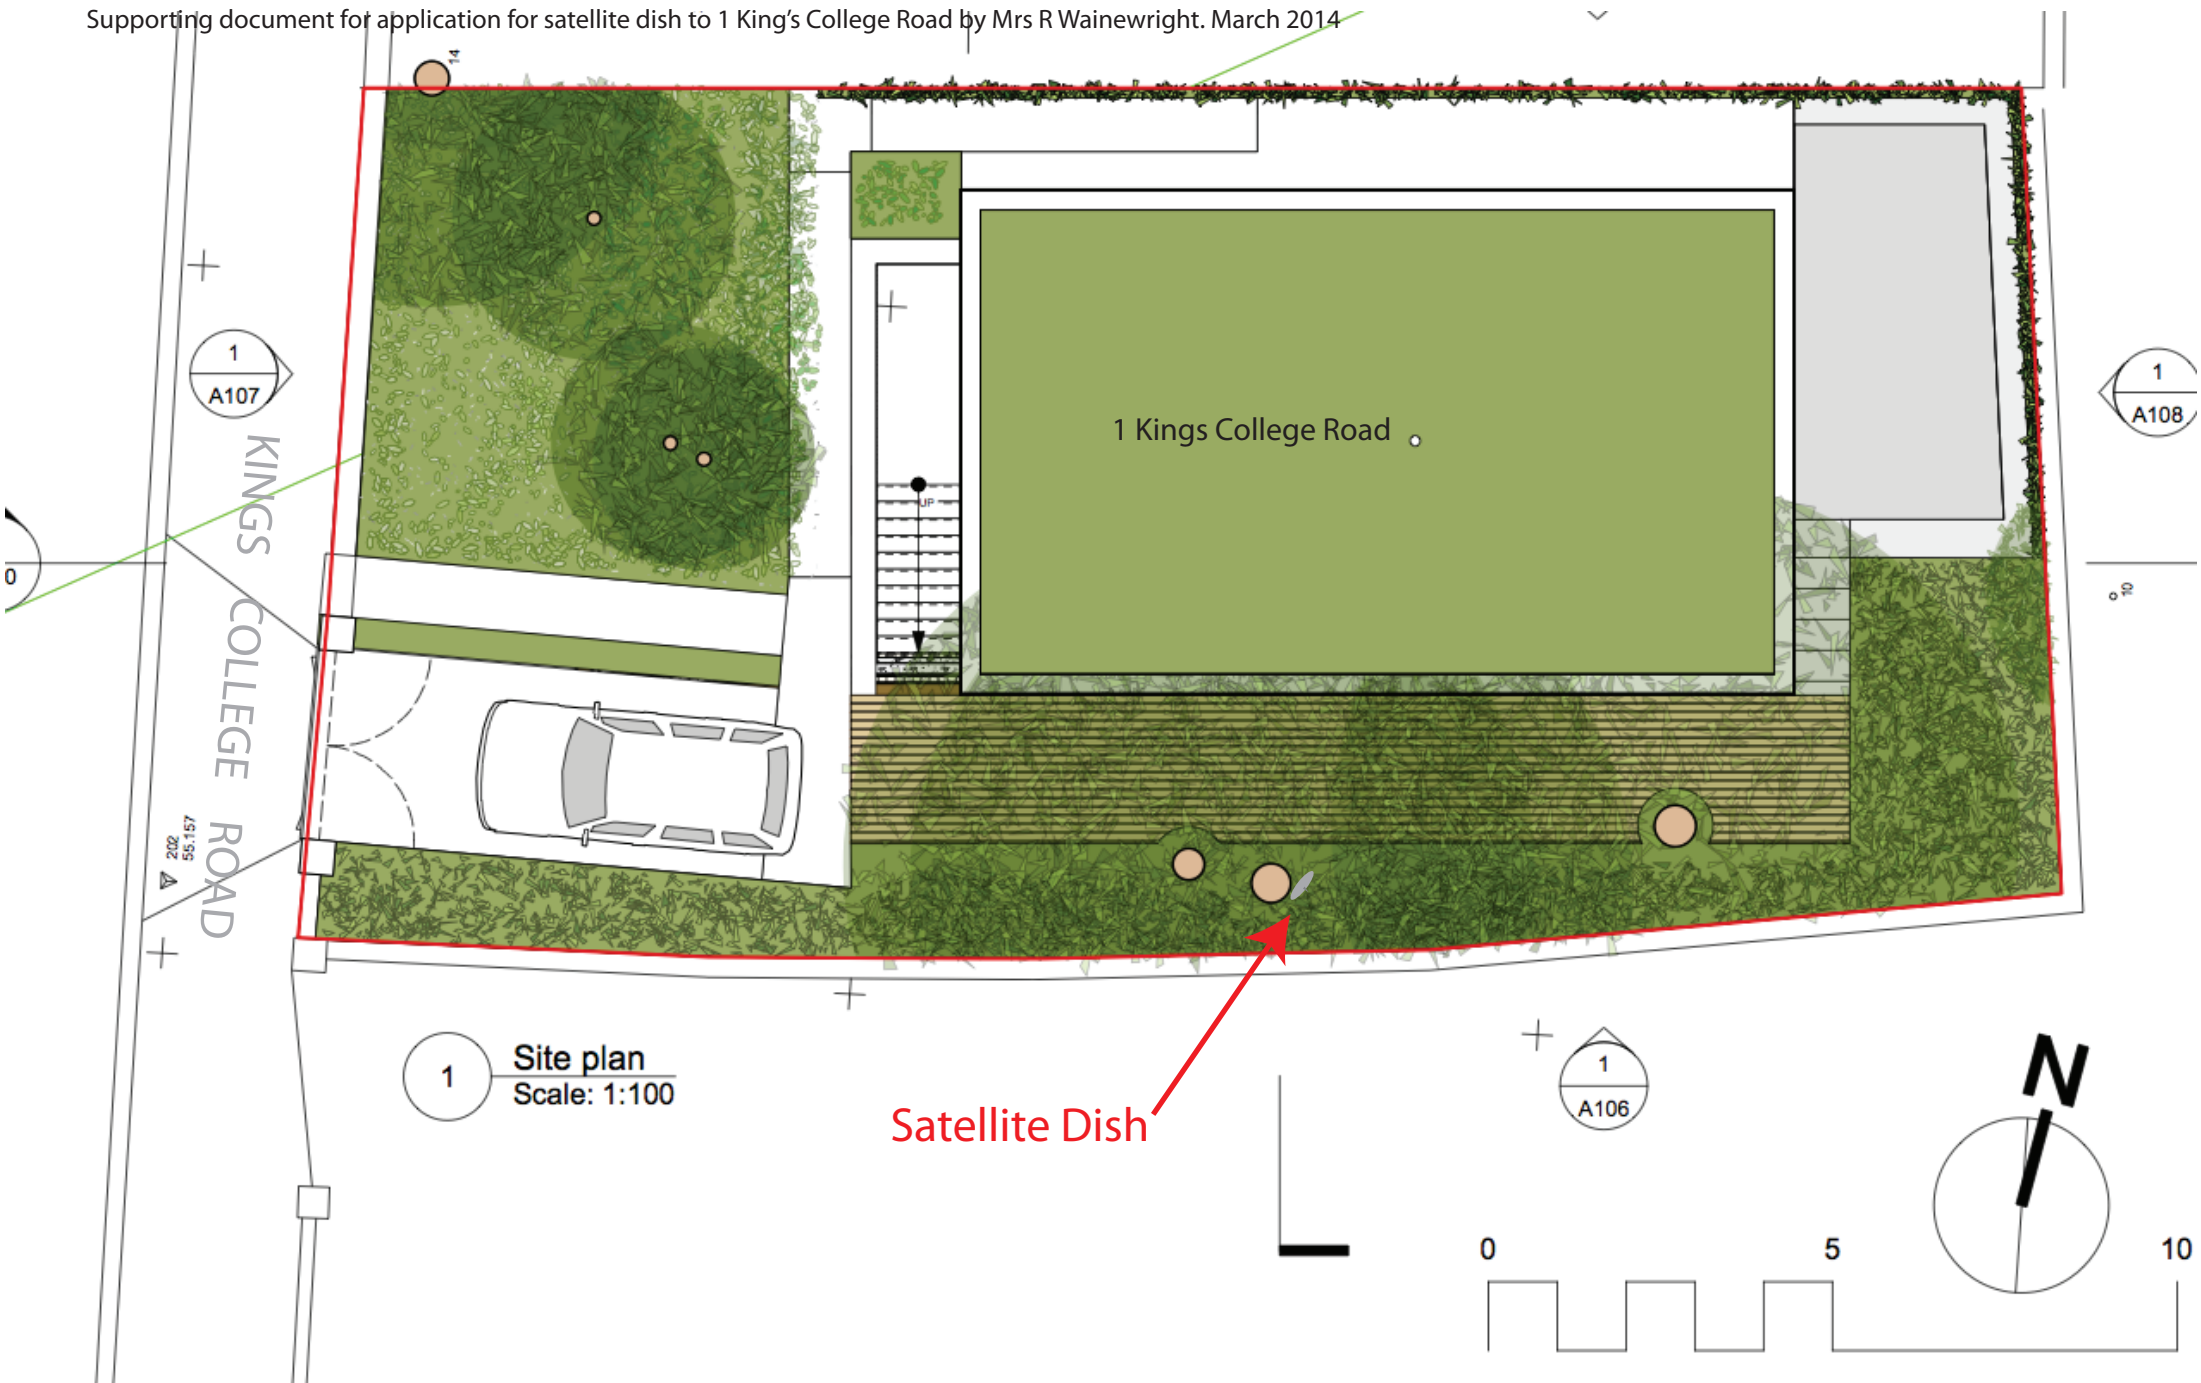 Supporting document for application for satellite dish to 1 King's College Road by Mrs R Wainewright. March 2014
14
1
A107
1 Kings College Road
1
A108
UP
0
KINGS COLLEGE ROAD
10
202
55.157
1
Site plan
Scale: 1:100
Satellite Dish
1
A106
N
0
5
10